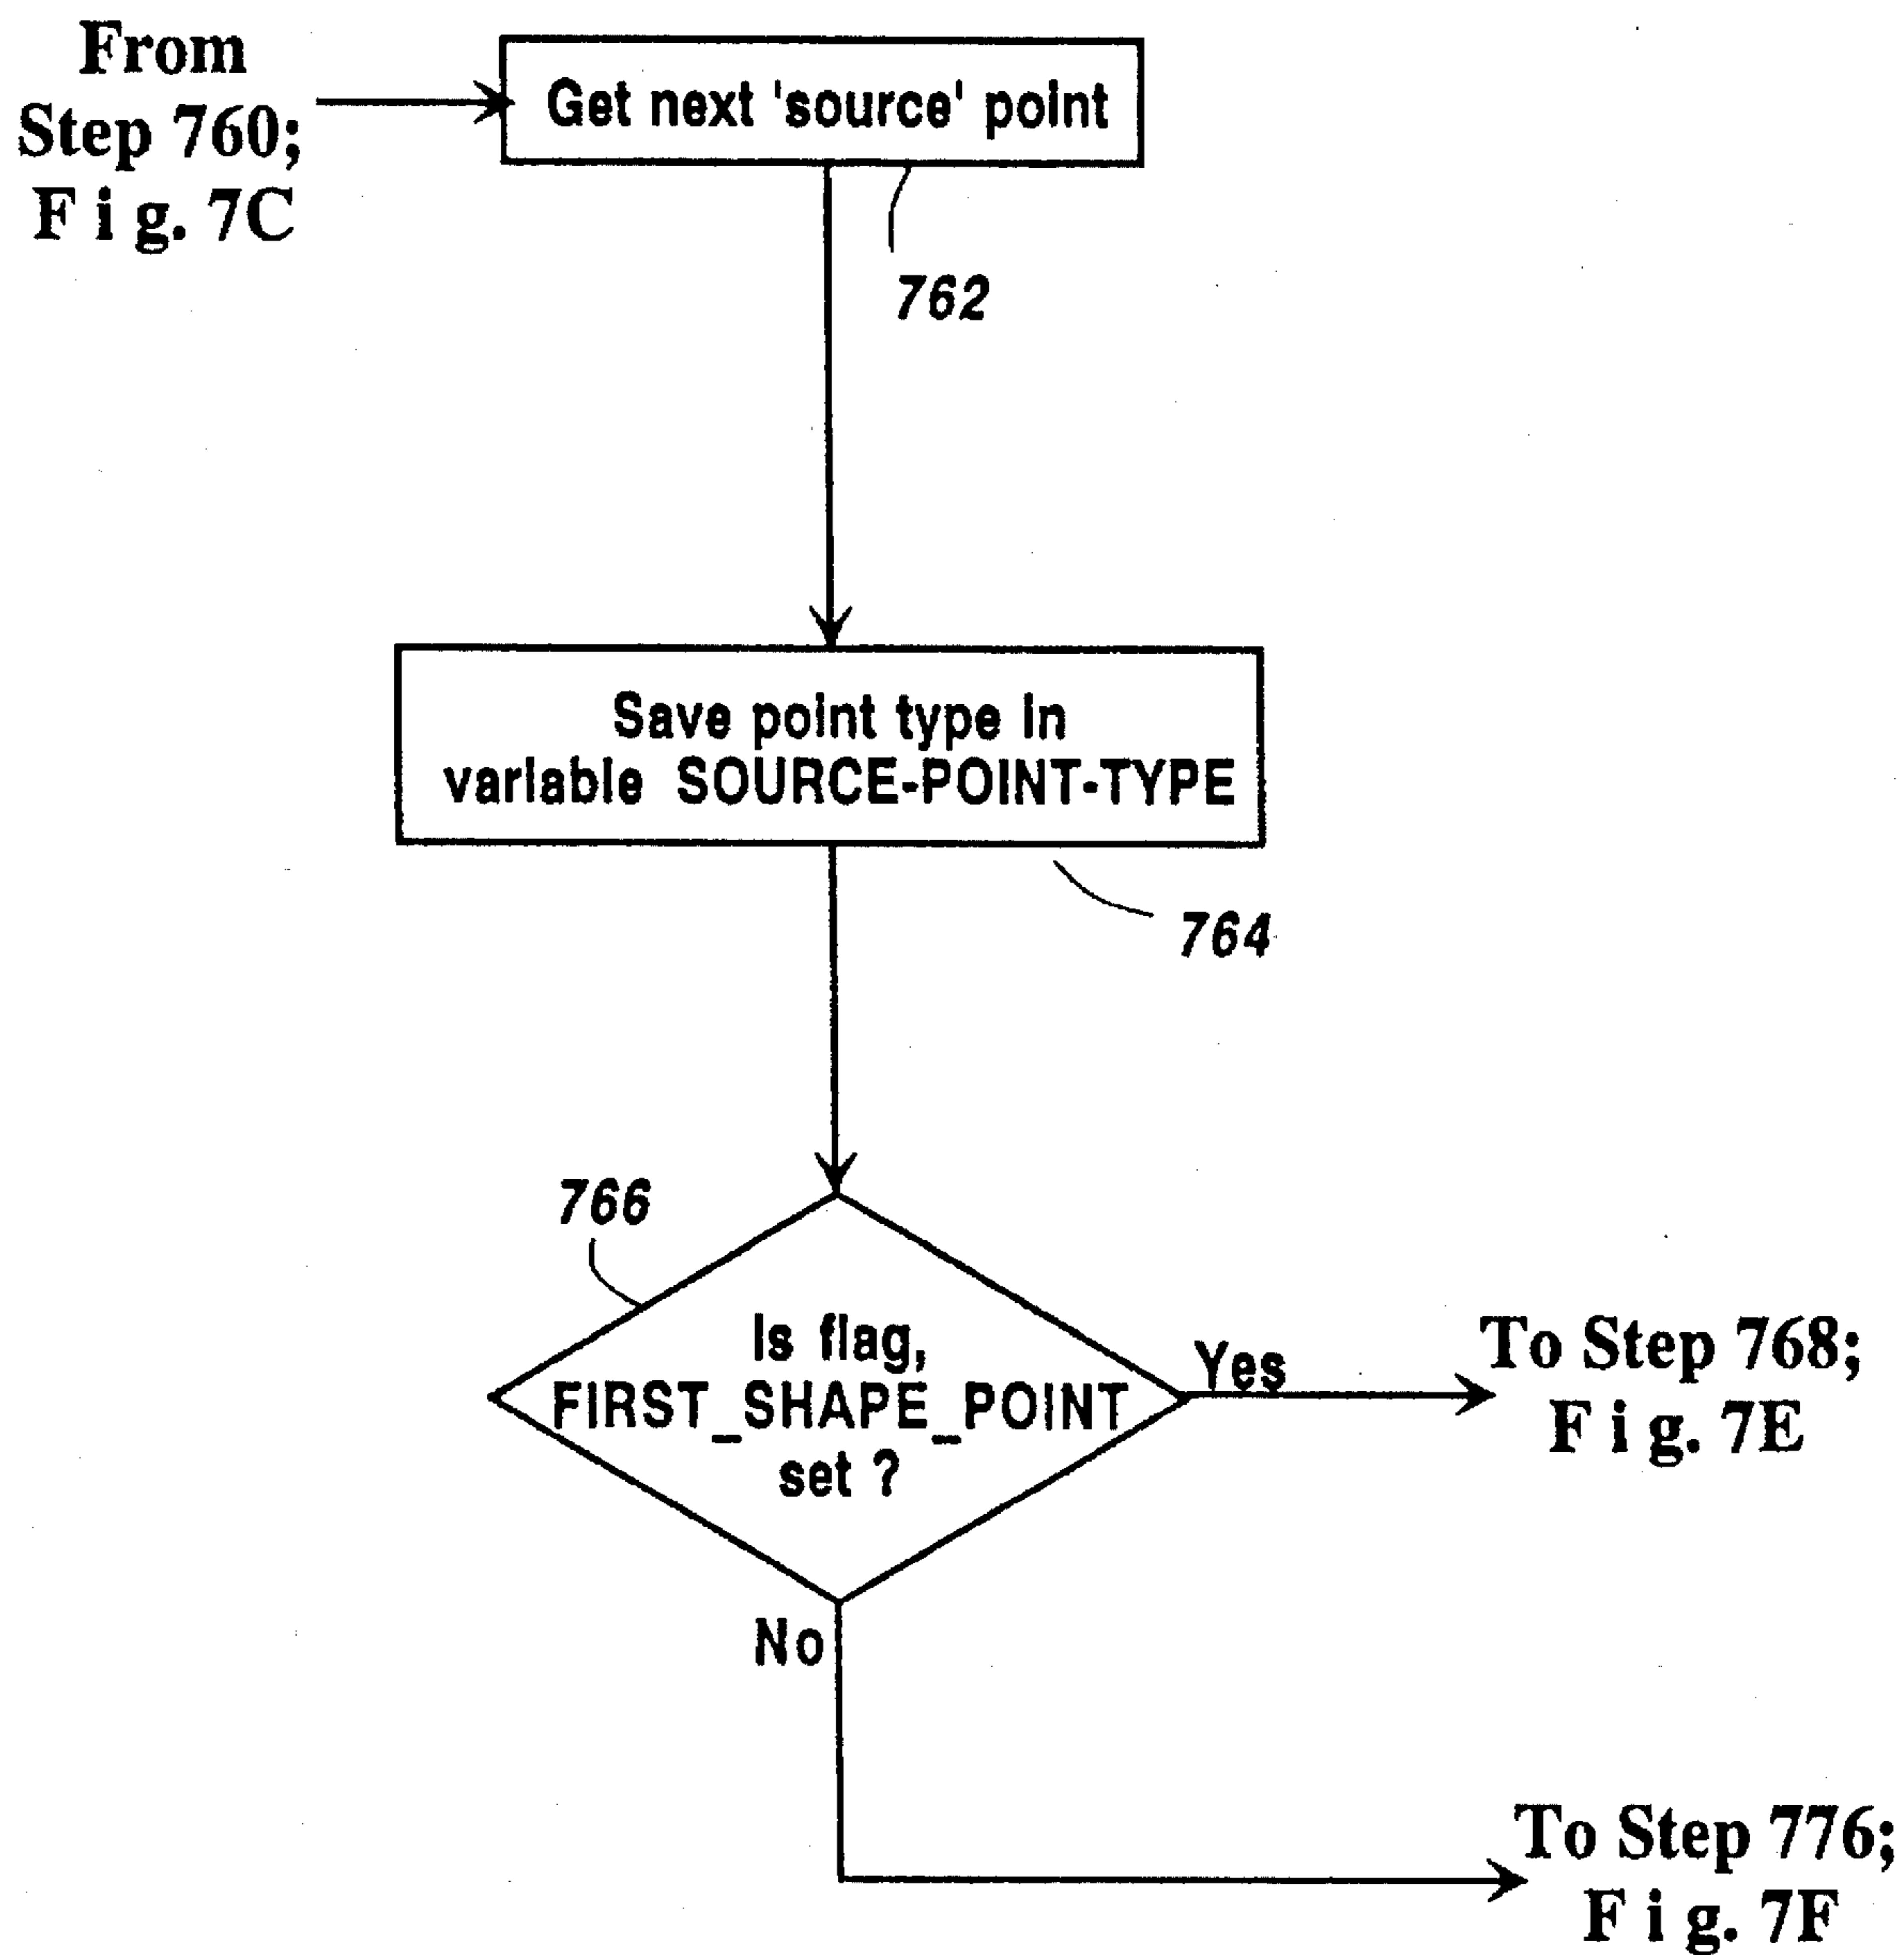 From
Step 760;
Fig. 7C
Get next 'source' point
762
Save point type in
variable SOURCE-POINT-TYPE
764
766
Is flag,
FIRST_SHAPE_POINT
set ?
Yes
To Step 768;
Fig. 7E
No
To Step 776;
Fig. 7F